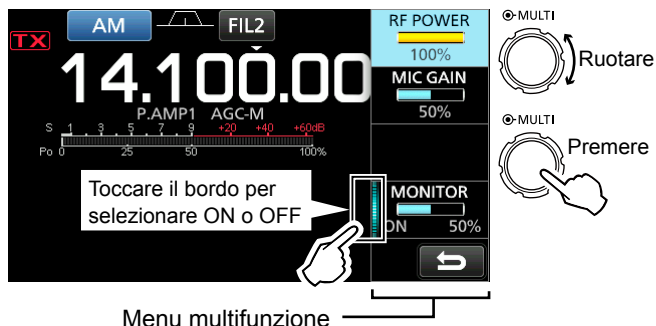 AM
FIL2
TX
14.100.00
P.AMP1 AGC-M
S 1 3 5 7 9 +20 +40 +60dB
Po 0 25 50 100%
RF POWER
100%
MIC GAIN
50%
MONITOR
ON 50%
Toccare il bordo per
selezionare ON o OFF
MULTI
Ruotare
MULTI
Premere
Menu multifunzione